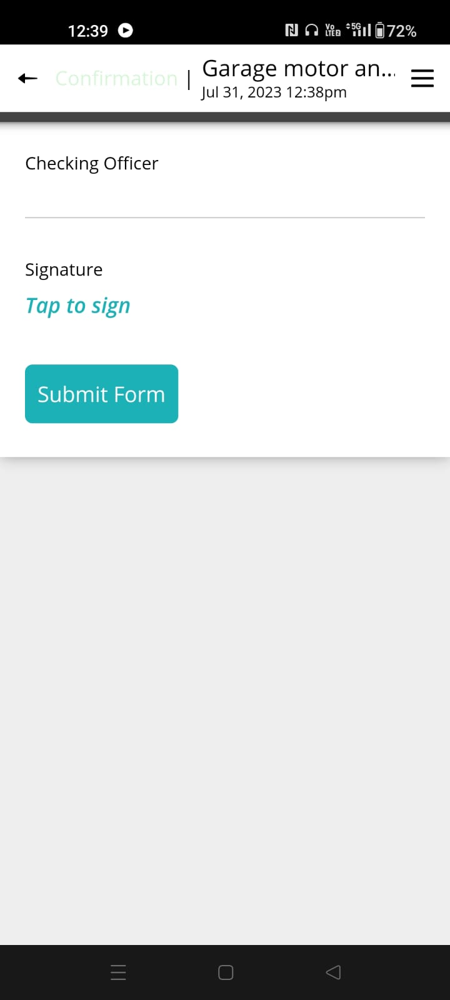 12:39 72%
Confirmation | Garage motor an...
Jul 31, 2023 12:38pm
Checking Officer
Signature
Tap to sign
Submit Form